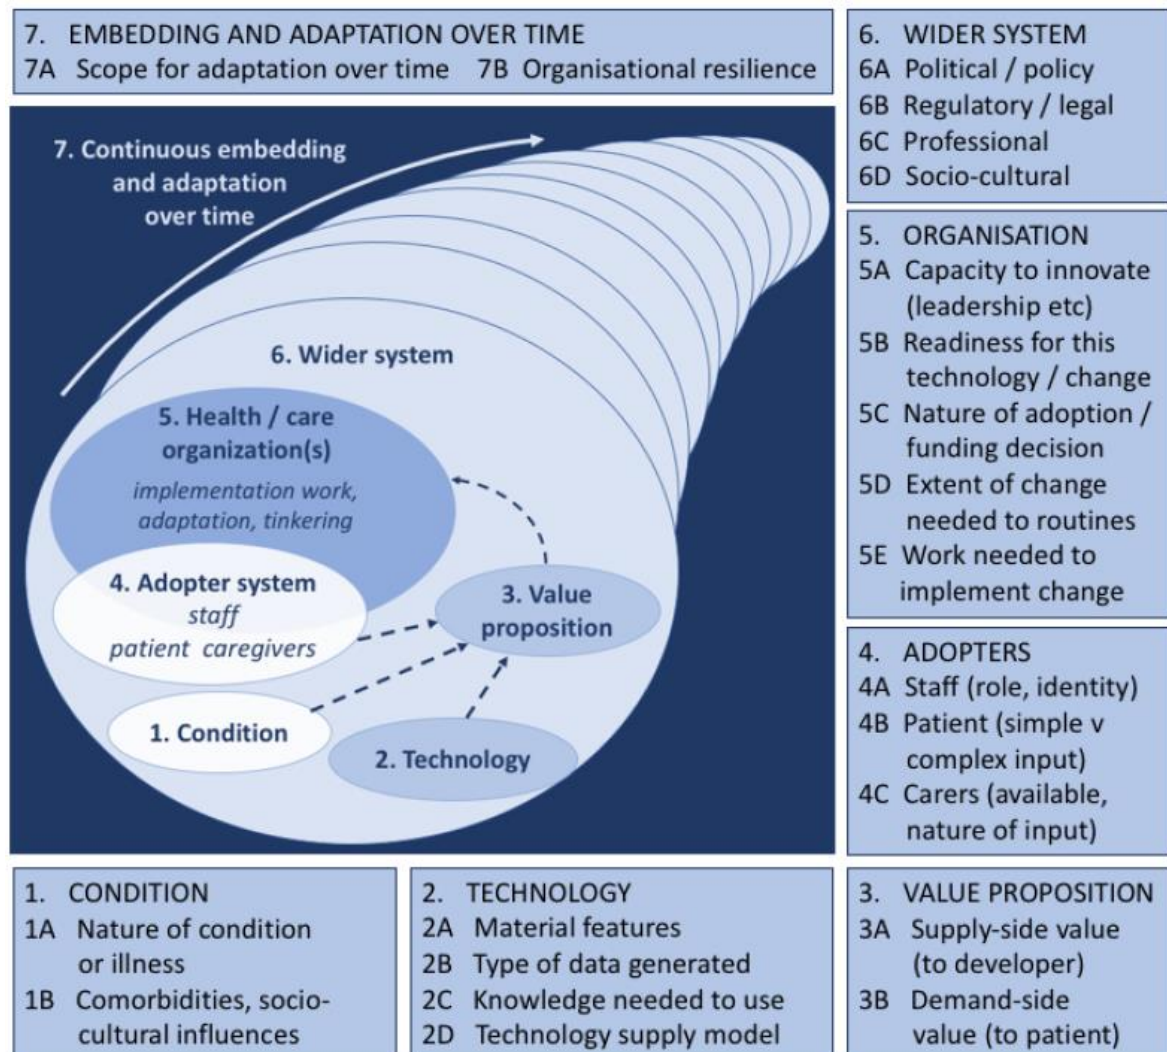 7. EMBEDDING AND ADAPTATION OVER TIME
7A Scope for adaptation over time 7B Organisational resilience
7. Continuous embedding
and adaptation
over time
6. Wider system
5. Health / care
organization(s)
implementation work,
adaptation, tinkering
4. Adopter system
staff
patient caregivers
3. Value
proposition
1. Condition
2. Technology
6. WIDER SYSTEM
6A Political / policy
6B Regulatory / legal
6C Professional
6D Socio-cultural
5. ORGANISATION
5A Capacity to innovate
(leadership etc)
5B Readiness for this
technology / change
5C Nature of adoption /
funding decision
5D Extent of change
needed to routines
5E Work needed to
implement change
4. ADOPTERS
4A Staff (role, identity)
4B Patient (simple v
complex input)
4C Carers (available,
nature of input)
1. CONDITION
1A Nature of condition
or illness
1B Comorbidities, socio-
cultural influences
2. TECHNOLOGY
2A Material features
2B Type of data generated
2C Knowledge needed to use
2D Technology supply model
3. VALUE PROPOSITION
3A Supply-side value
(to developer)
3B Demand-side
value (to patient)